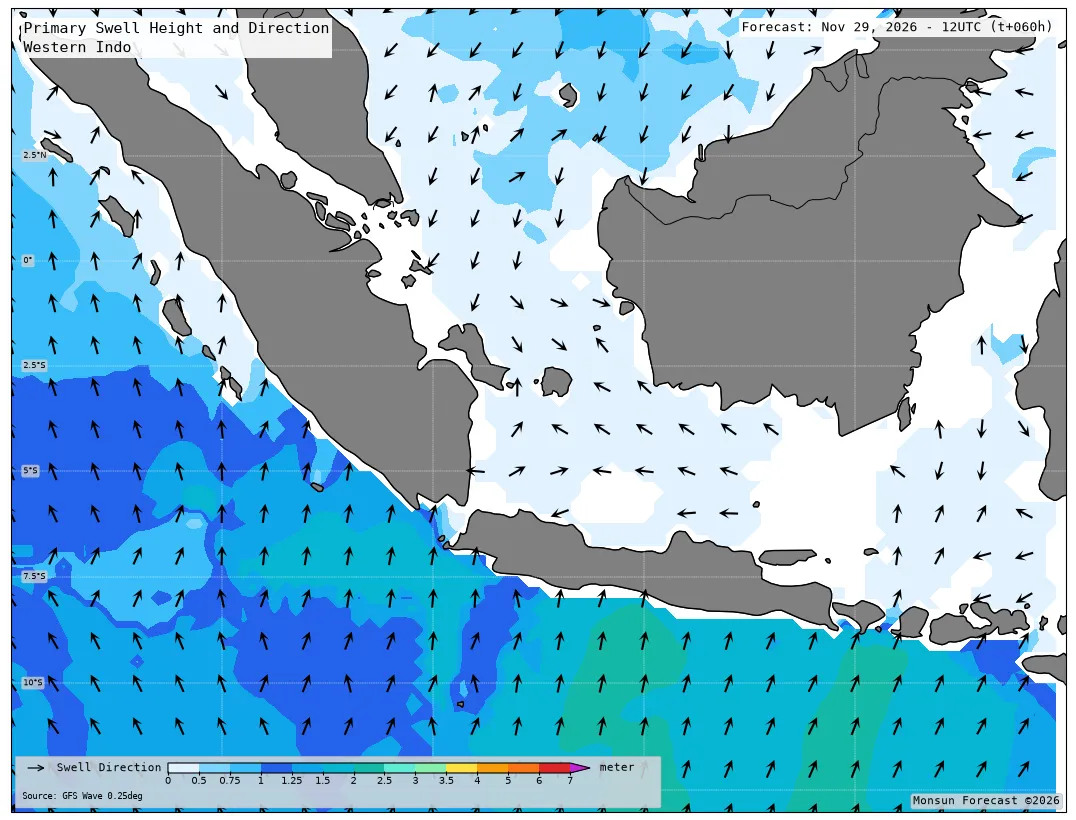 Primary Swell Height and Direction
Western Indo
Forecast: Nov 29, 2026 - 12UTC (t+060h)
2.5°N
0°
2.5°S
5°S
7.5°S
10°S
Swell Direction
0 0.5 0.75 1 1.25 1.5 2 2.5 3 3.5 4 5 6 7
meter
Source: GFS Wave 0.25deg
Monsun Forecast ©2026